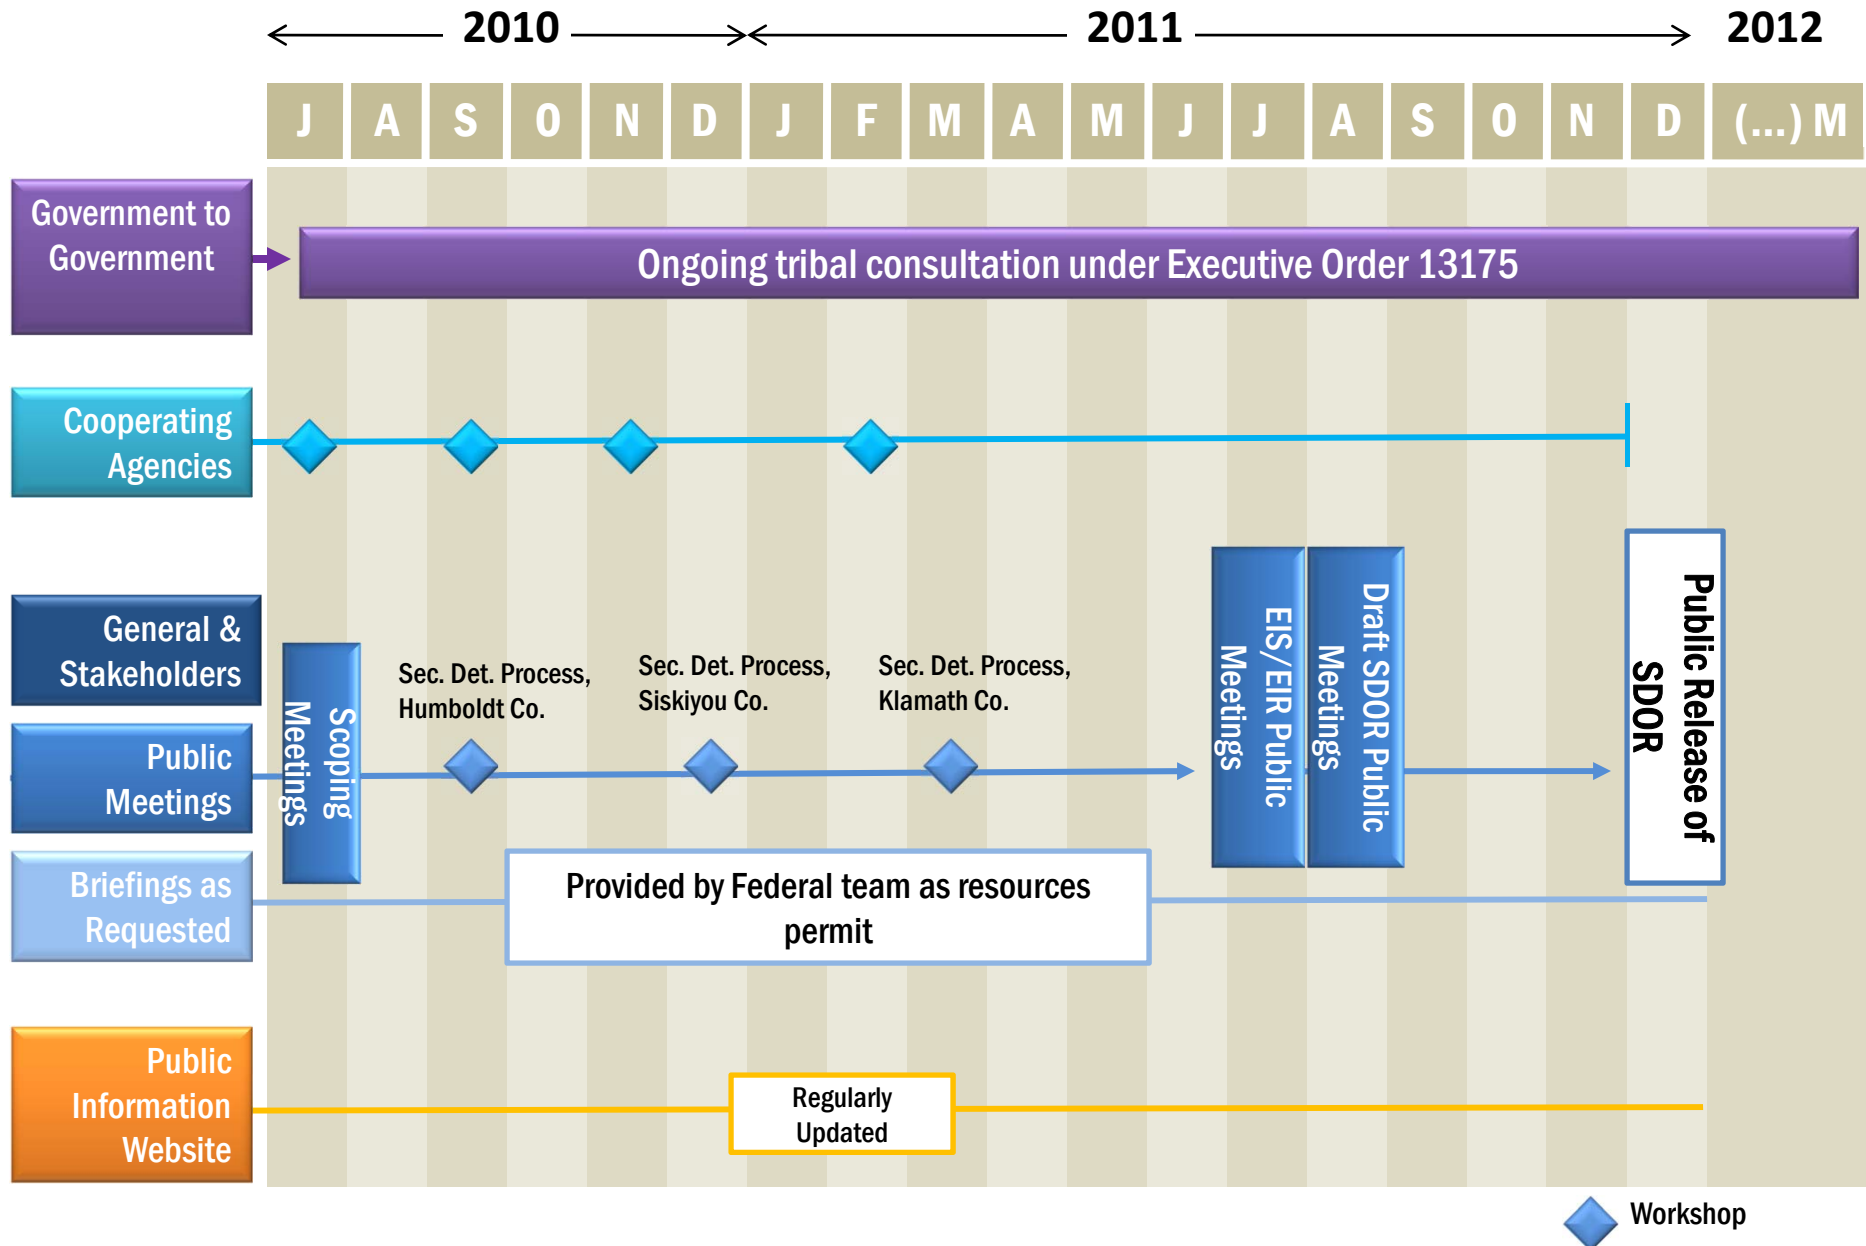 2010
2011
2012
J A S O N D J F M A M J J A S O N D (...) M
Government to
Government
Ongoing tribal consultation under Executive Order 13175
Cooperating
Agencies
General &
Stakeholders
Public
Meetings
Scoping
Meetings
Sec. Det. Process,
Humboldt Co.
Sec. Det. Process,
Siskiyou Co.
Sec. Det. Process,
Klamath Co.
EIS/EIR Public
Meetings
Draft SDOR Public
Meetings
Public Release of
SDOR
Briefings as
Requested
Provided by Federal team as resources
permit
Public
Information
Website
Regularly
Updated
Workshop